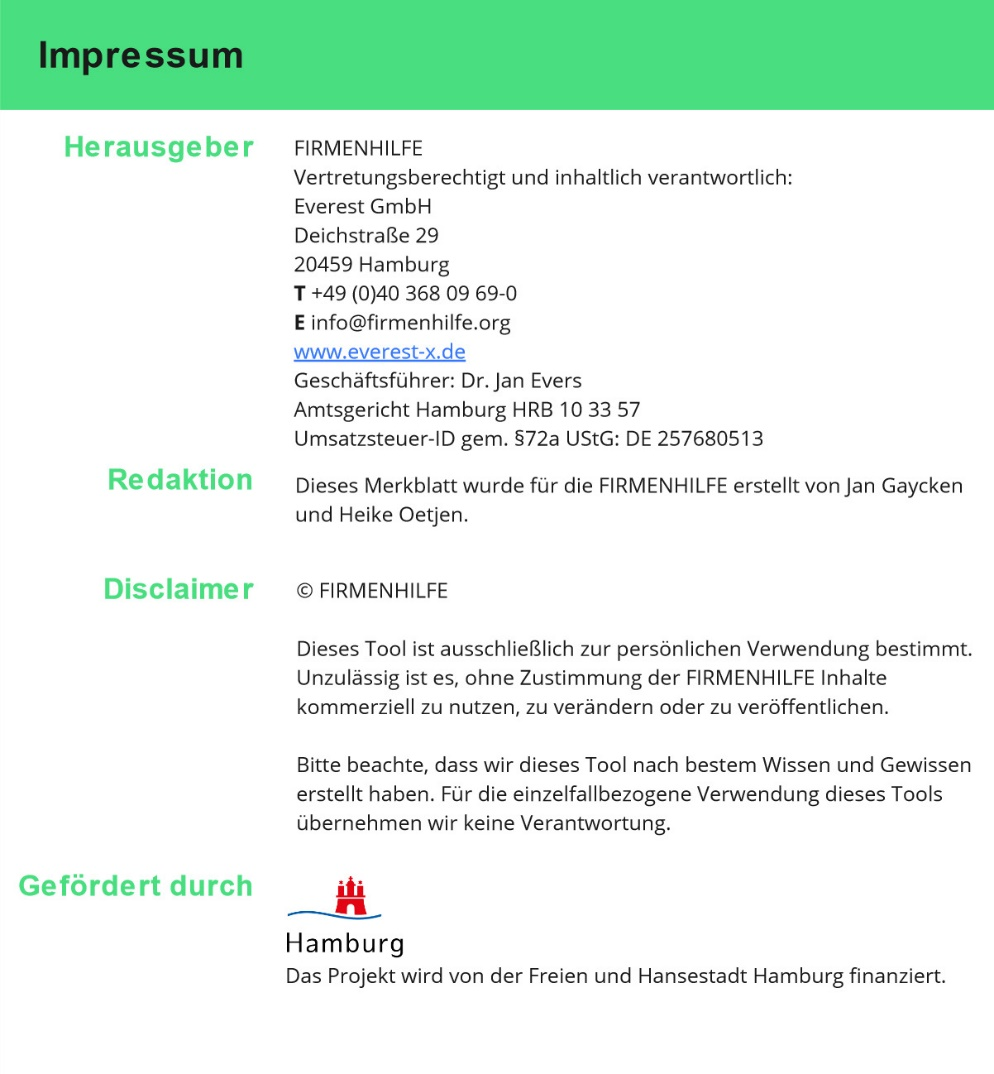 Impressum
Herausgeber
FIRMENHILFE
Vertretungsberechtigt und inhaltlich verantwortlich:
Everest GmbH
Deichstraße 29
20459 Hamburg
T +49 (0)40 368 09 69-0
E info@firmenhilfe.org
www.everest-x.de
Geschäftsführer: Dr. Jan Evers
Amtsgericht Hamburg HRB 10 33 57
Umsatzsteuer-ID gem. §72a UStG: DE 257680513
Redaktion
Dieses Merkblatt wurde für die FIRMENHILFE erstellt von Jan Gaycken
und Heike Oetjen.
Disclaimer
© FIRMENHILFE
Dieses Tool ist ausschließlich zur persönlichen Verwendung bestimmt.
Unzulässig ist es, ohne Zustimmung der FIRMENHILFE Inhalte
kommerziell zu nutzen, zu verändern oder zu veröffentlichen.
Bitte beachte, dass wir dieses Tool nach bestem Wissen und Gewissen
erstellt haben. Für die einzelfallbezogene Verwendung dieses Tools
übernehmen wir keine Verantwortung.
Gefördert durch
Hamburg
Das Projekt wird von der Freien und Hansestadt Hamburg finanziert.